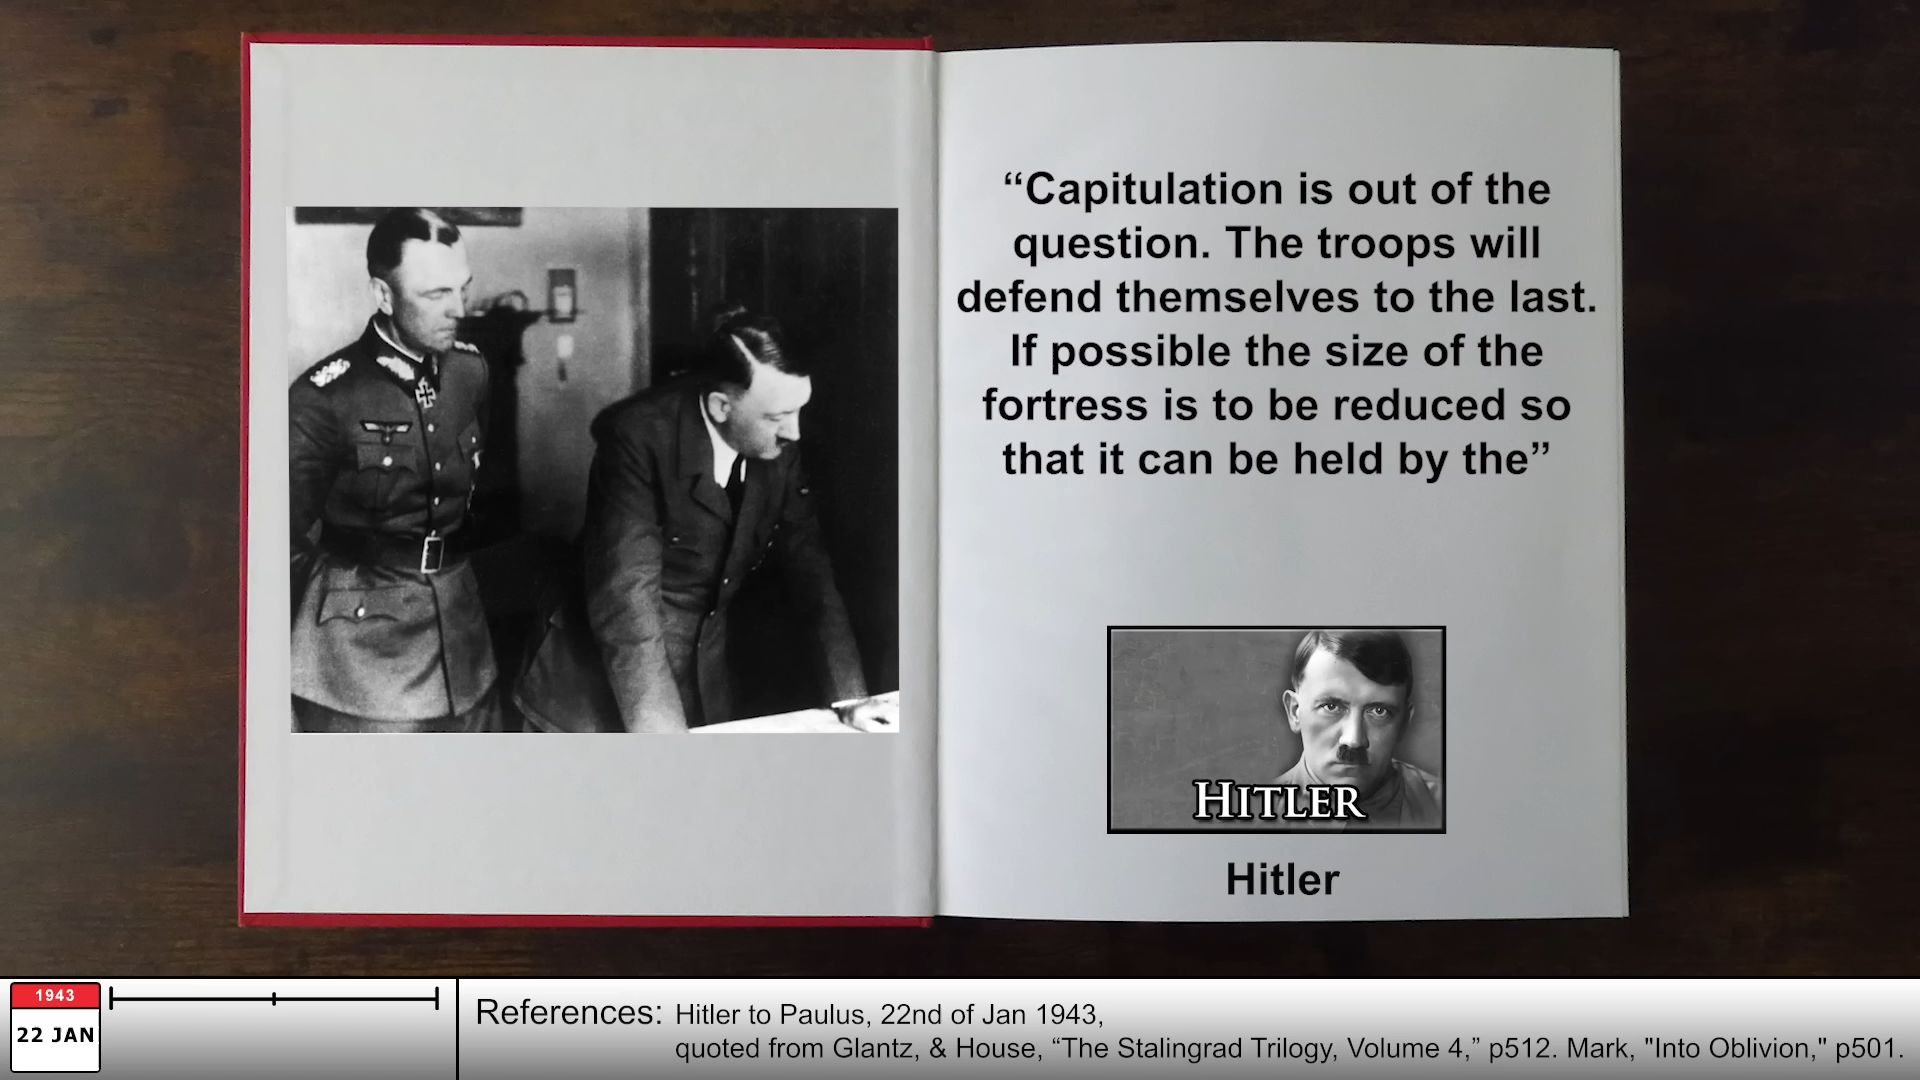 “Capitulation is out of the
question. The troops will
defend themselves to the last.
If possible the size of the
fortress is to be reduced so
that it can be held by the”
HITLER
Hitler
1943
22 JAN
References: Hitler to Paulus, 22nd of Jan 1943,
quoted from Glantz, & House, “The Stalingrad Trilogy, Volume 4,” p512. Mark, "Into Oblivion," p501.